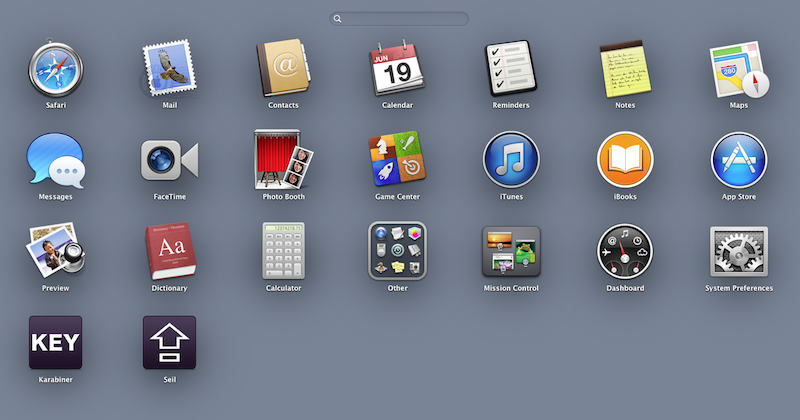 Safari
Mail
Contacts
JUN
19
Calendar
Reminders
Notes
280
Maps
Messages
FaceTime
Photo Booth
Game Center
iTunes
iBooks
App Store
Preview
Aa
Dictionary
Calculator
Other
Mission Control
Dashboard
System Preferences
KEY
Karabiner
Seil